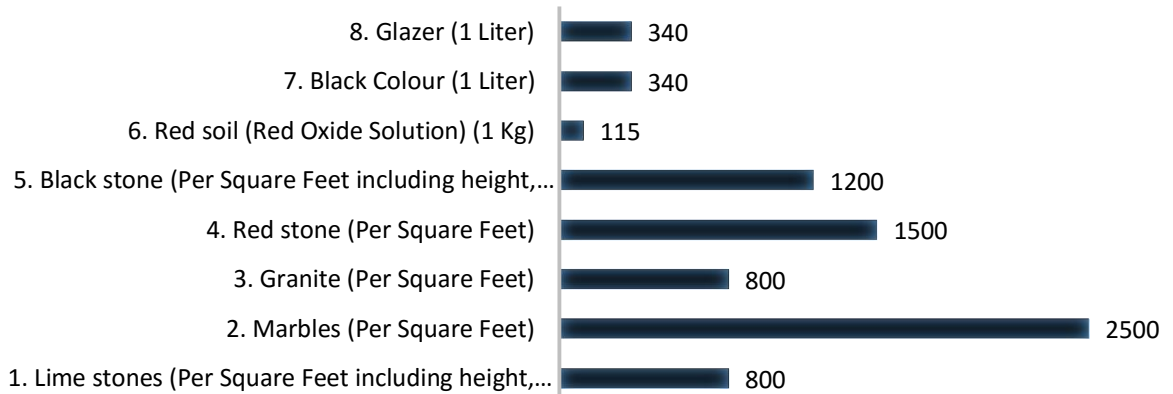 8. Glazer (1 Liter) 340
7. Black Colour (1 Liter) 340
6. Red soil (Red Oxide Solution) (1 Kg) 115
5. Black stone (Per Square Feet including height,... 1200
4. Red stone (Per Square Feet) 1500
3. Granite (Per Square Feet) 800
2. Marbles (Per Square Feet) 2500
1. Lime stones (Per Square Feet including height,... 800